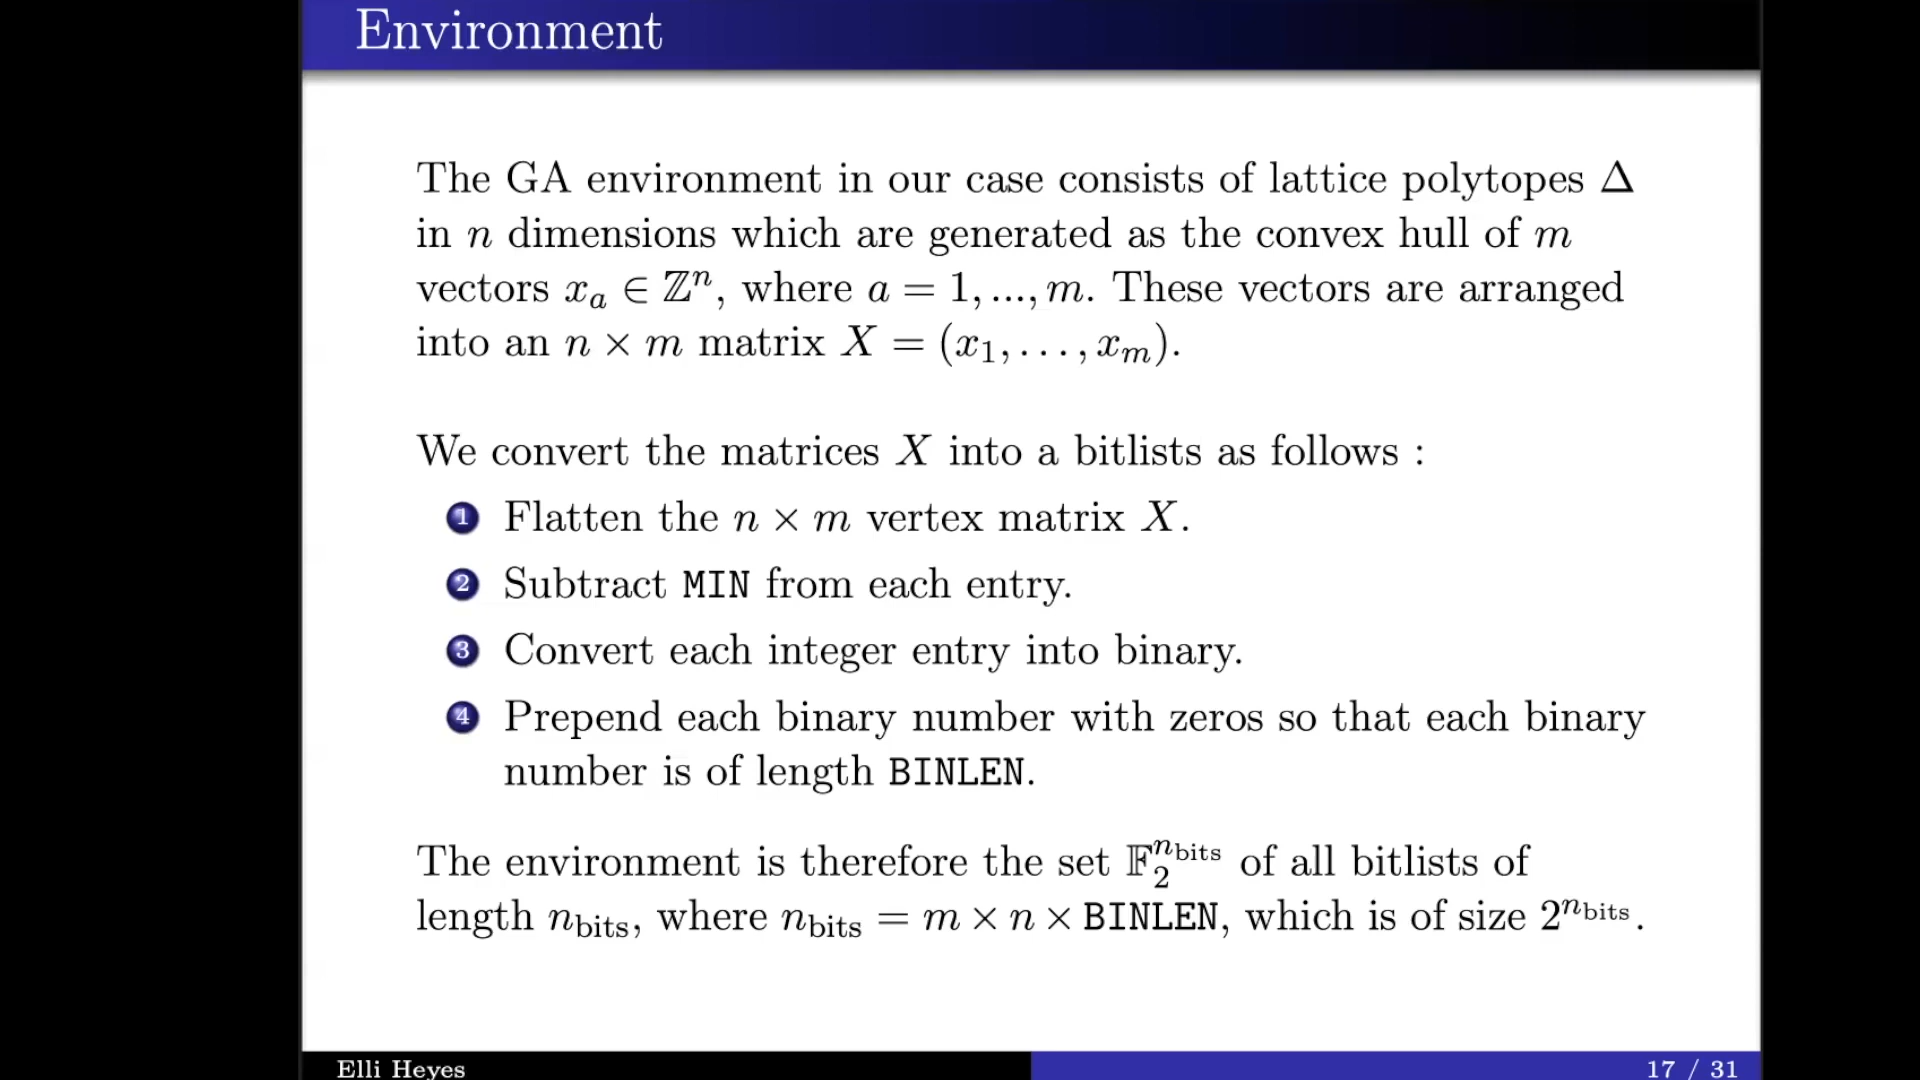 Environment
The GA environment in our case consists of lattice polytopes Δ
in n dimensions which are generated as the convex hull of m
vectors xₐ ∈ ℤⁿ, where a = 1, ..., m. These vectors are arranged
into an n × m matrix X = (x₁, . . . , xₘ).
We convert the matrices X into a bitlists as follows :
1 Flatten the n × m vertex matrix X.
2 Subtract MIN from each entry.
3 Convert each integer entry into binary.
4 Prepend each binary number with zeros so that each binary
number is of length BINLEN.
The environment is therefore the set 𝔽₂^{n_bits} of all bitlists of
length n_bits, where n_bits = m × n × BINLEN, which is of size 2^{n_bits}.
Elli Heyes
17 / 31